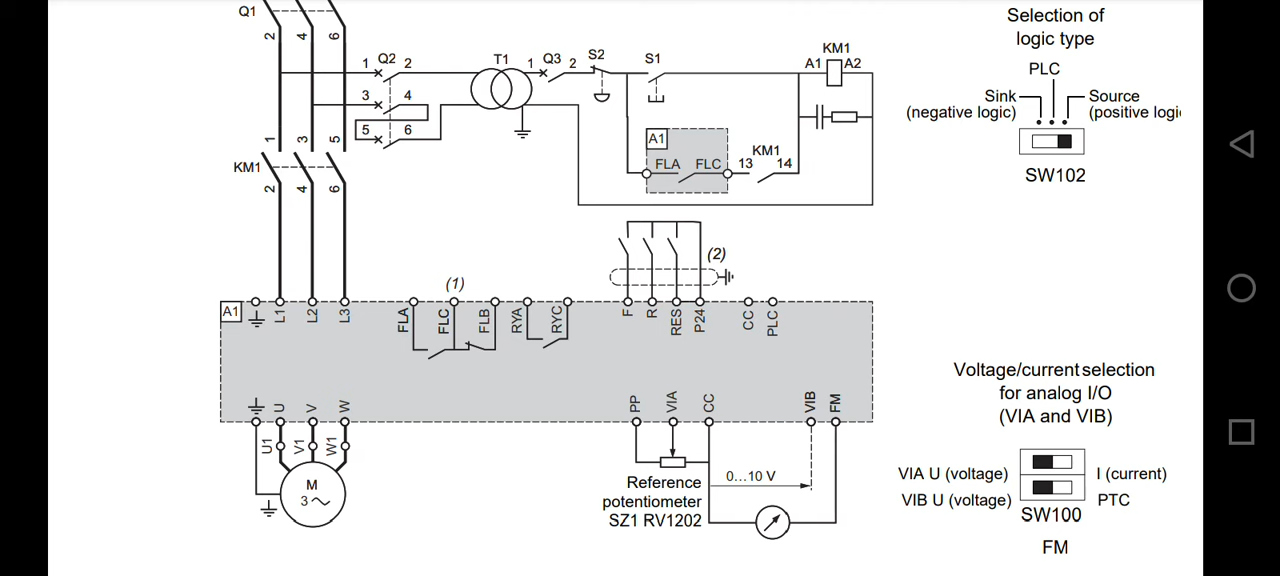 Q1
2 4 6
1 Q2 2
3 4
5 6
T1
1 Q3 2
S2
S1
KM1
A1 A2
A1
FLA FLC
KM1
13 14
1 3 5
KM1
2 4 6
(1)
(2)
A1
L1 L2 L3
FLA FLC FLB RYA RYC
F R RES P24 CC PLC
U V W
PP VIA CC VIB FM
U1 V1 W1
M
3
0...10 V
Reference
potentiometer
SZ1 RV1202
Selection of
logic type
PLC
Sink
(negative logic)
Source
(positive logi
SW102
Voltage/current selection
for analog I/O
(VIA and VIB)
VIA U (voltage) I (current)
VIB U (voltage) PTC
SW100
FM